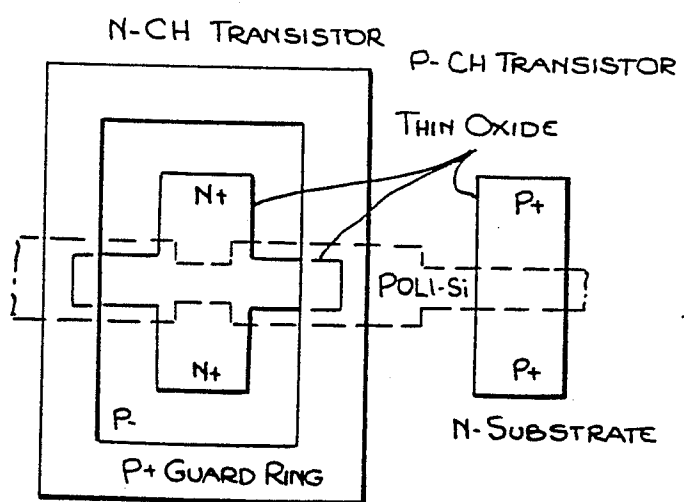 N-CH TRANSISTOR
P-CH TRANSISTOR
THIN OXIDE
N+
P+
POLI-Si
N+
P+
P-
N-SUBSTRATE
P+ GUARD RING